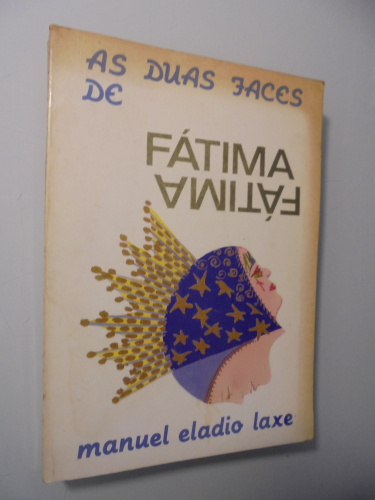 AS DUAS FACES
DE
FÁTIMA
FÁTIMA
manuel eladio laxe